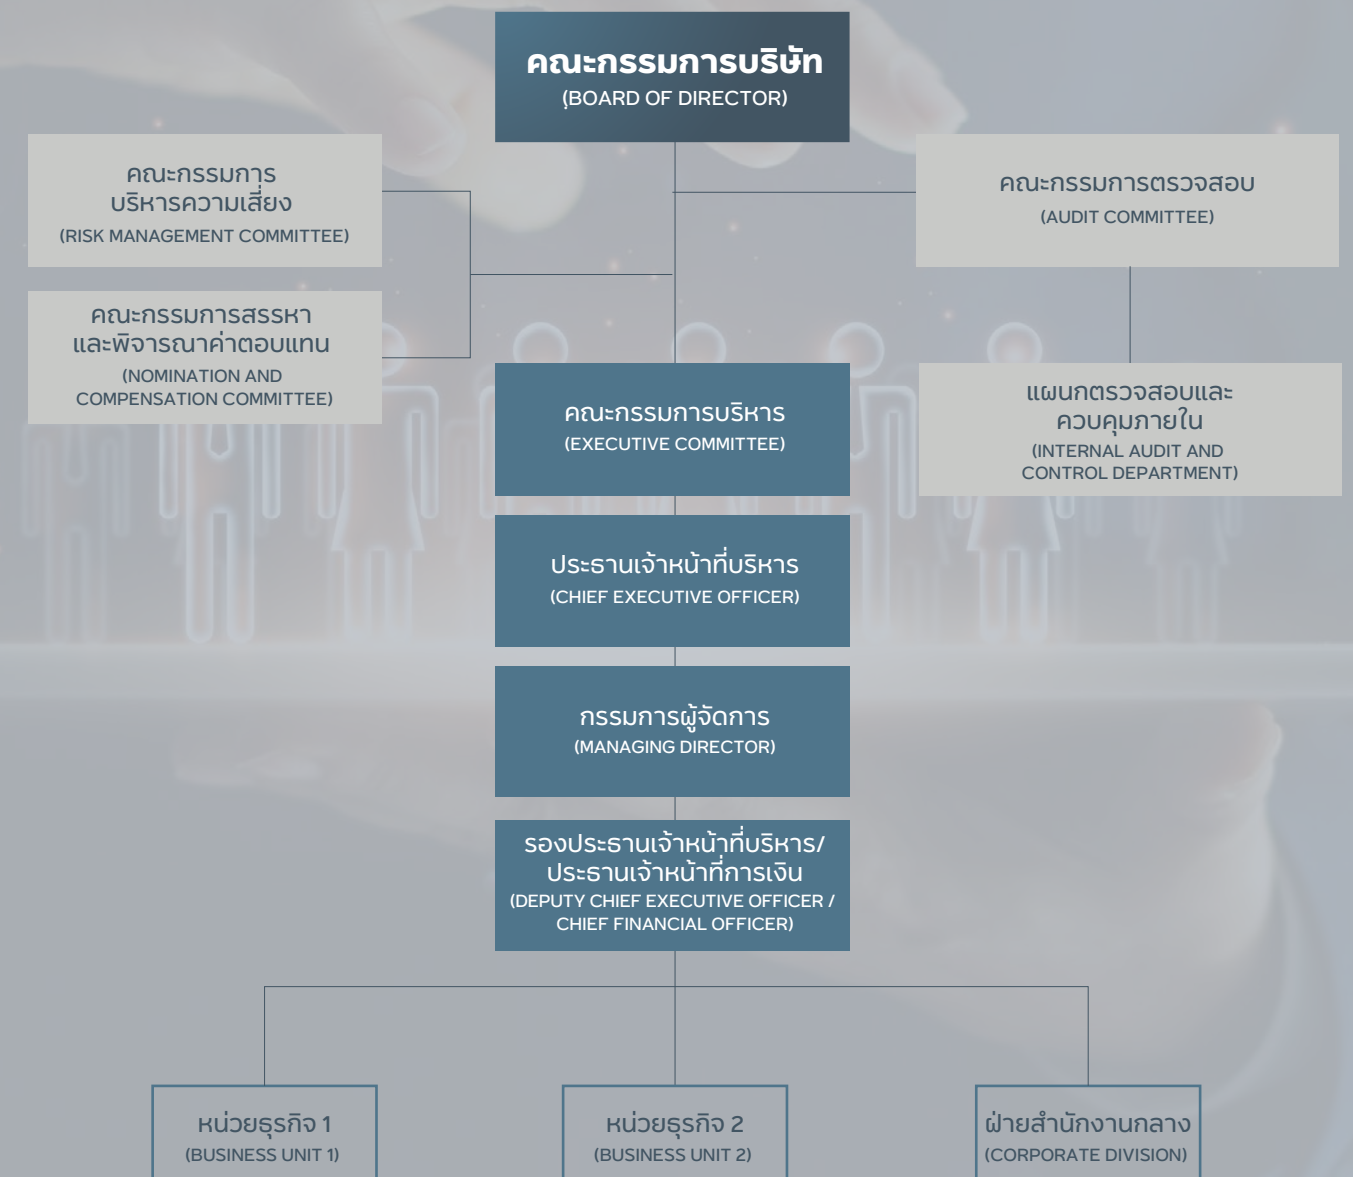 คณะกรรมการบริษัท
(BOARD OF DIRECTOR)
คณะกรรมการ
บริหารความเสี่ยง
(RISK MANAGEMENT COMMITTEE)
คณะกรรมการตรวจสอบ
(AUDIT COMMITTEE)
คณะกรรมการสรรหา
และพิจารณาค่าตอบแทน
(NOMINATION AND
COMPENSATION COMMITTEE)
คณะกรรมการบริหาร
(EXECUTIVE COMMITTEE)
แผนกตรวจสอบและ
ควบคุมภายใน
(INTERNAL AUDIT AND
CONTROL DEPARTMENT)
ประธานเจ้าหน้าที่บริหาร
(CHIEF EXECUTIVE OFFICER)
กรรมการผู้จัดการ
(MANAGING DIRECTOR)
รองประธานเจ้าหน้าที่บริหาร/
ประธานเจ้าหน้าที่การเงิน
(DEPUTY CHIEF EXECUTIVE OFFICER /
CHIEF FINANCIAL OFFICER)
หน่วยธุรกิจ 1
(BUSINESS UNIT 1)
หน่วยธุรกิจ 2
(BUSINESS UNIT 2)
ฝ่ายสำนักงานกลาง
(CORPORATE DIVISION)